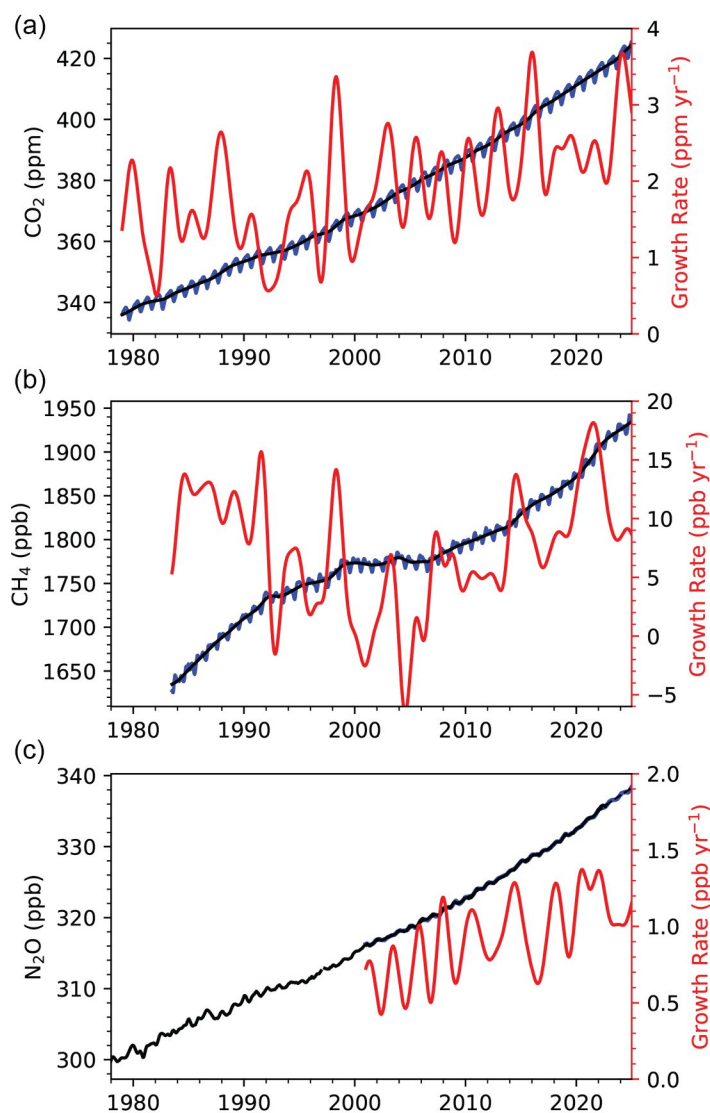 (a)
CO₂ (ppm)
420
400
380
360
340
4
3
2
1
0
Growth Rate (ppm yr⁻¹)
1980 1990 2000 2010 2020
(b)
CH₄ (ppb)
1950
1900
1850
1800
1750
1700
1650
20
15
10
5
0
−5
Growth Rate (ppb yr⁻¹)
1980 1990 2000 2010 2020
(c)
N₂O (ppb)
340
330
320
310
300
2.0
1.5
1.0
0.5
0.0
Growth Rate (ppb yr⁻¹)
1980 1990 2000 2010 2020